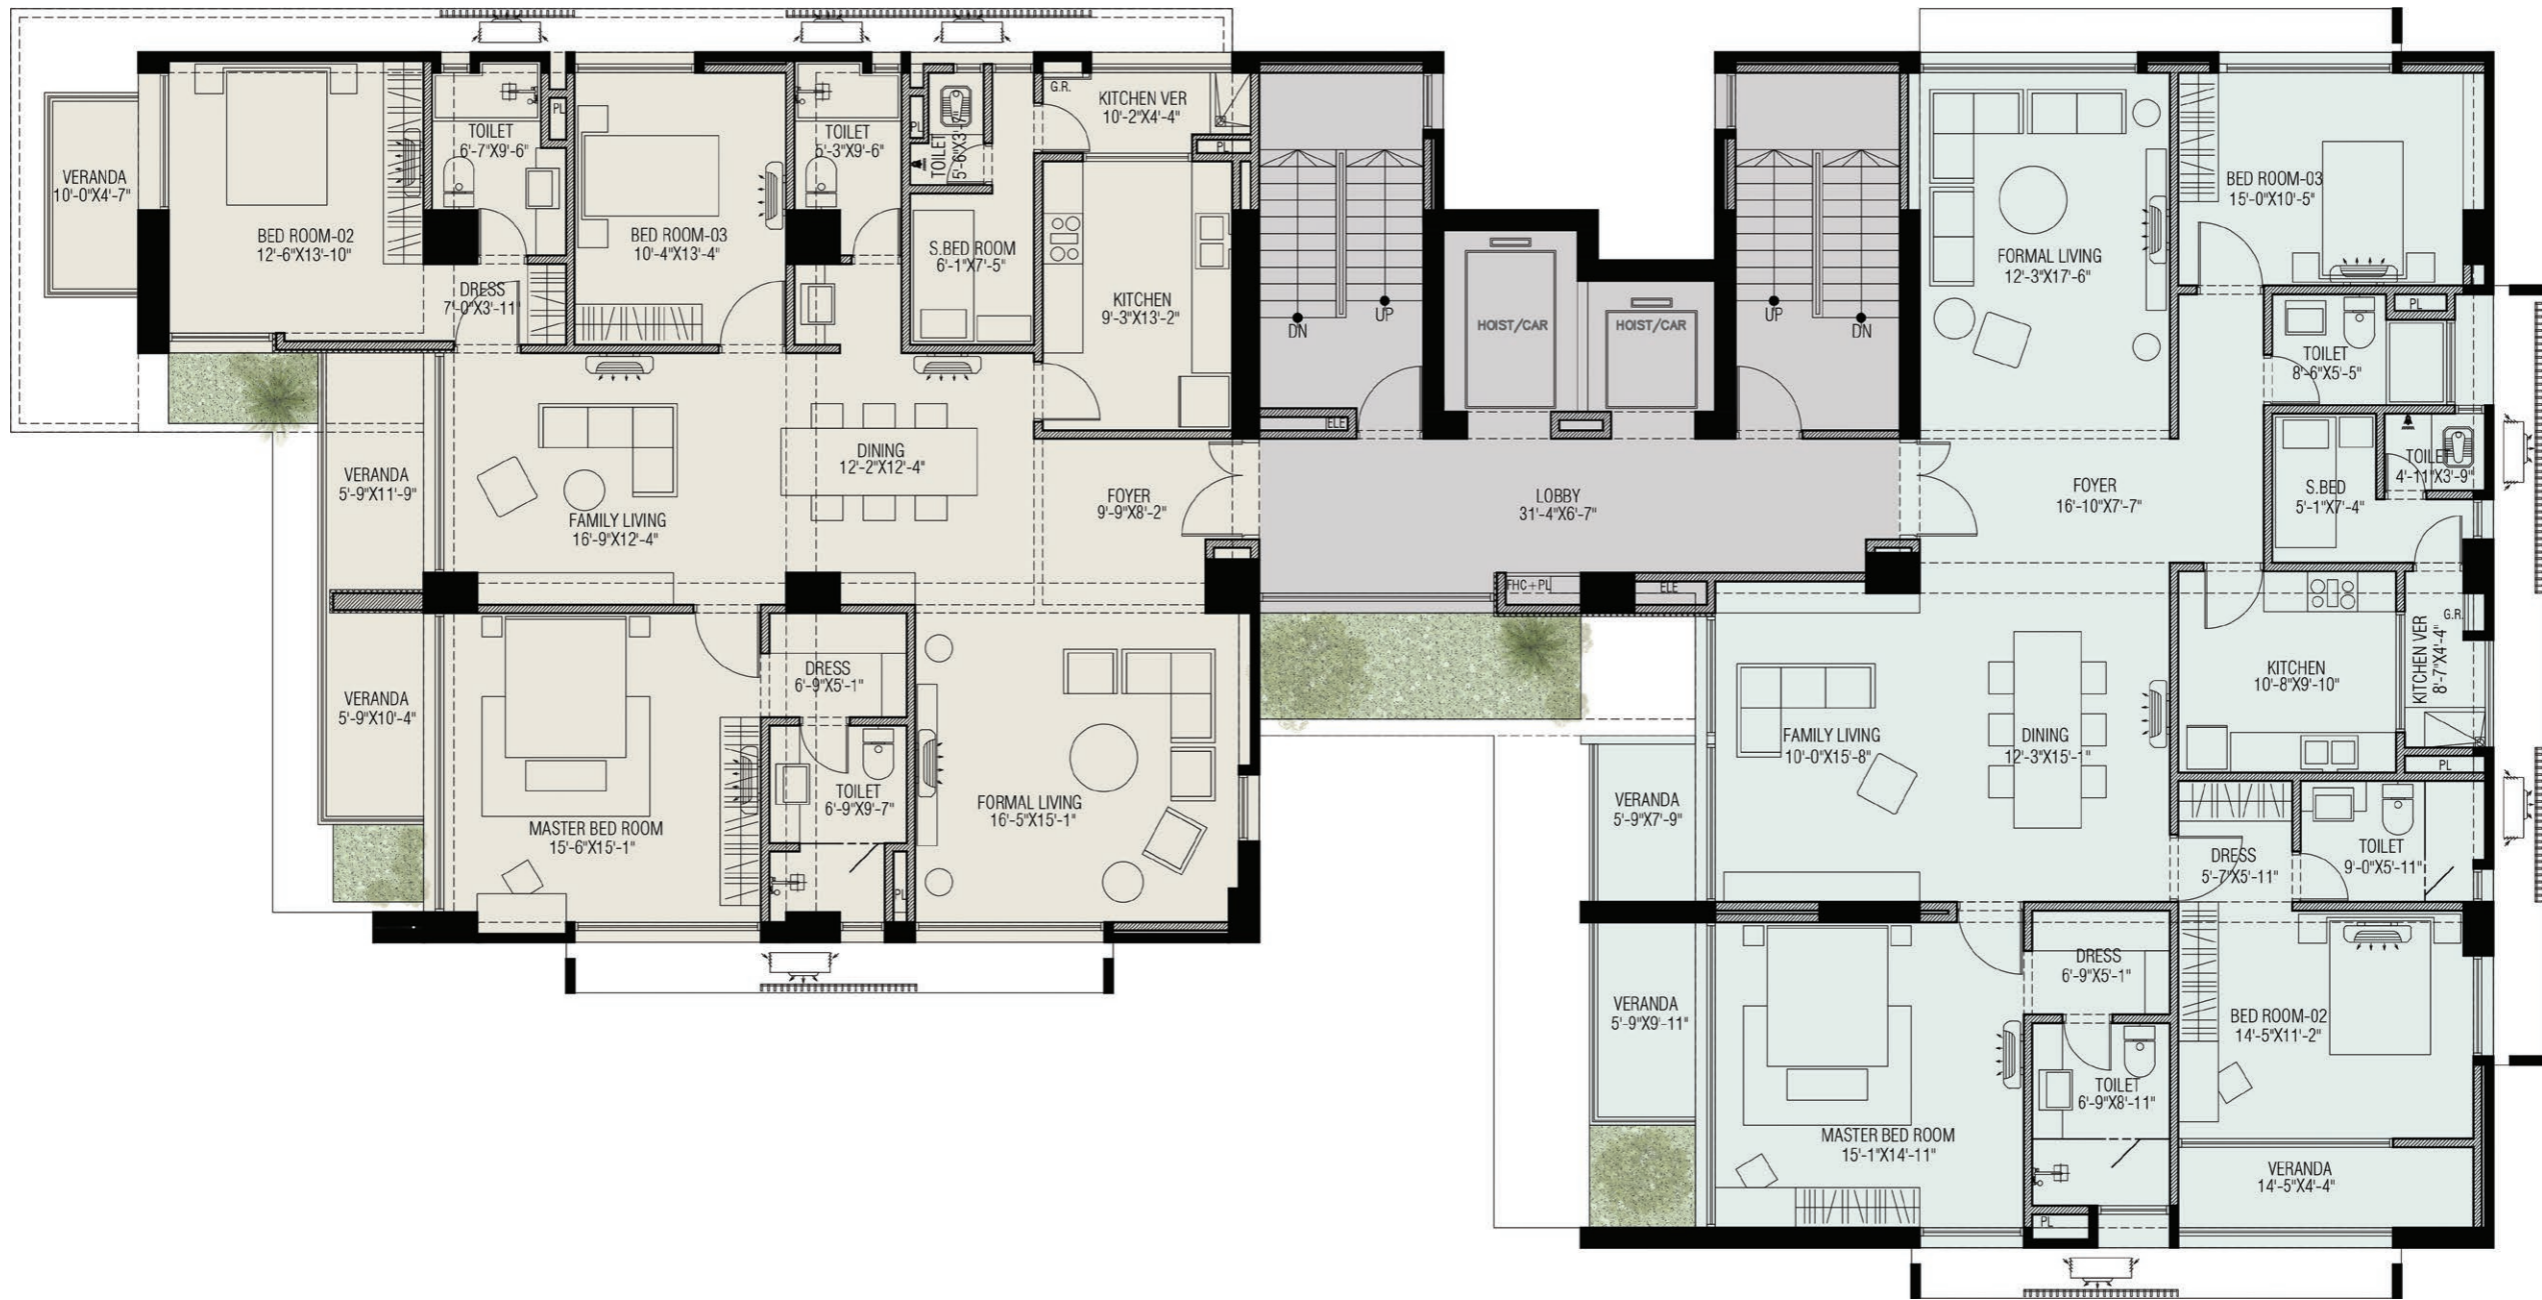 VERANDA
10'-0"X4'-7"
BED ROOM-02
12'-6"X13'-10"
TOILET
6'-7"X9'-6"
PL
DRESS
7'-0"X3'-11"
BED ROOM-03
10'-4"X13'-4"
TOILET
5'-3"X9'-6"
PL
TOILET
S.BED ROOM
6'-1"X7'-5"
G.R.
KITCHEN VER
10'-2"X4'-4"
PL
KITCHEN
9'-3"X13'-2"
VERANDA
5'-9"X11'-9"
FAMILY LIVING
16'-9"X12'-4"
DINING
12'-2"X12'-4"
FOYER
9'-9"X8'-2"
VERANDA
5'-9"X10'-4"
MASTER BED ROOM
15'-6"X15'-1"
DRESS
6'-9"X5'-1"
TOILET
6'-9"X9'-7"
PL
FORMAL LIVING
16'-5"X15'-1"
DN
UP
ELE
HOIST/CAR
HOIST/CAR
UP
DN
LOBBY
31'-4"X6'-7"
FHC+PL
ELE
FORMAL LIVING
12'-3"X17'-6"
BED ROOM-03
15'-0"X10'-5"
PL
TOILET
8'-6"X5'-5"
TOILET
4'-11"X3'-9"
S.BED
5'-1"X7'-4"
FOYER
16'-10"X7'-7"
G.R.
KITCHEN VER
8'-7"X4'-4"
KITCHEN
10'-8"X9'-10"
PL
FAMILY LIVING
10'-0"X15'-8"
DINING
12'-3"X15'-1"
VERANDA
5'-9"X7'-9"
DRESS
5'-7"X5'-11"
TOILET
9'-0"X5'-11"
VERANDA
5'-9"X9'-11"
DRESS
6'-9"X5'-1"
BED ROOM-02
14'-5"X11'-2"
TOILET
6'-9"X8'-11"
MASTER BED ROOM
15'-1"X14'-11"
VERANDA
14'-5"X4'-4"
PL